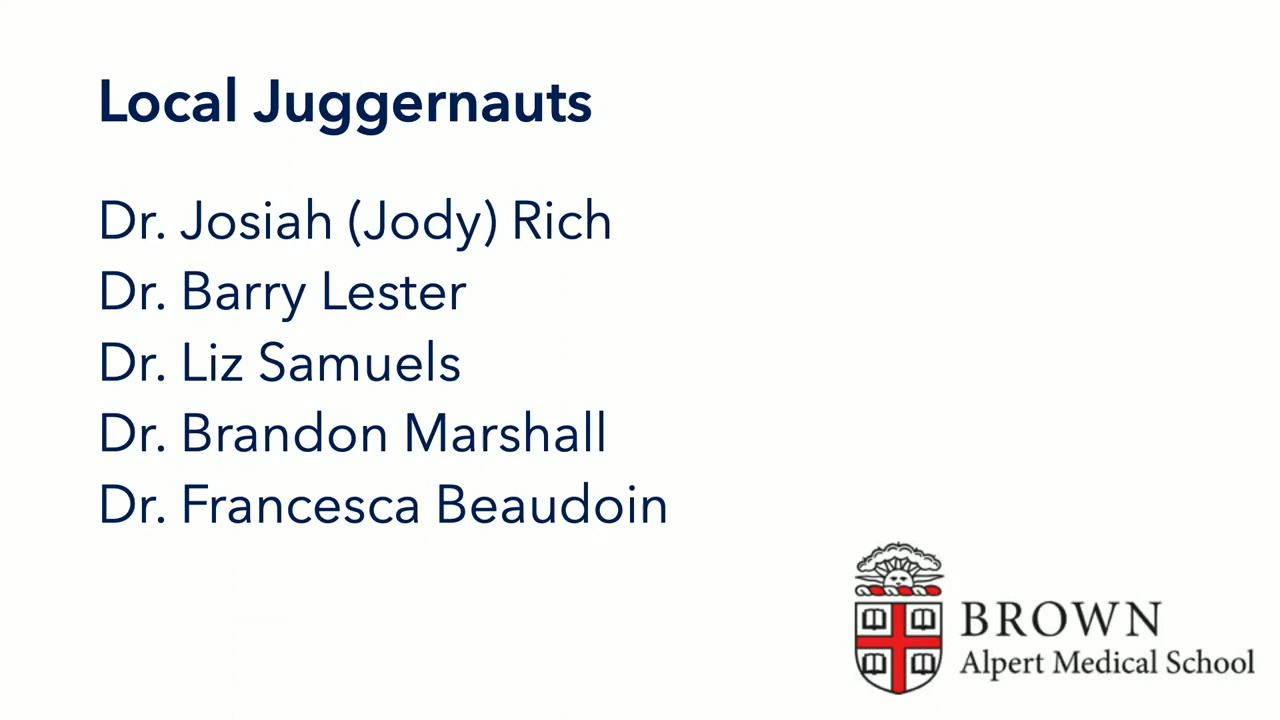 Local Juggernauts
Dr. Josiah (Jody) Rich
Dr. Barry Lester
Dr. Liz Samuels
Dr. Brandon Marshall
Dr. Francesca Beaudoin
BROWN
Alpert Medical School